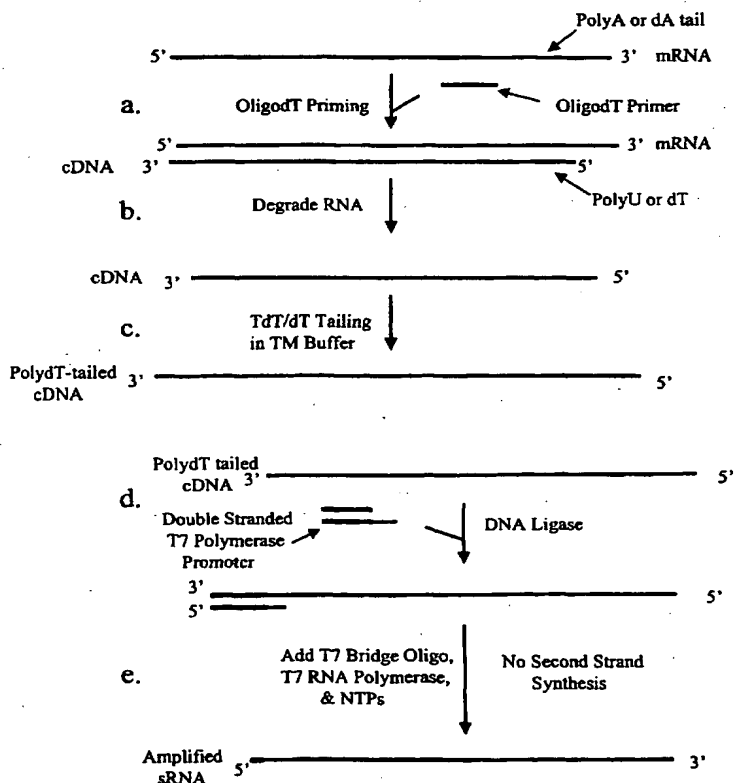 PolyA or dA tail
5' 3' mRNA
a. OligodT Priming OligodT Primer
5' 3' mRNA
cDNA 3' 5'
PolyU or dT
b. Degrade RNA
cDNA 3' 5'
c. TdT/dT Tailing
in TM Buffer
PolydT-tailed 3' 5'
cDNA
PolydT tailed
cDNA 3' 5'
d. Double Stranded DNA Ligase
T7 Polymerase
Promoter
3' 5'
5'
e. Add T7 Bridge Oligo, No Second Strand
T7 RNA Polymerase, Synthesis
& NTPs
Amplified 5' 3'
sRNA